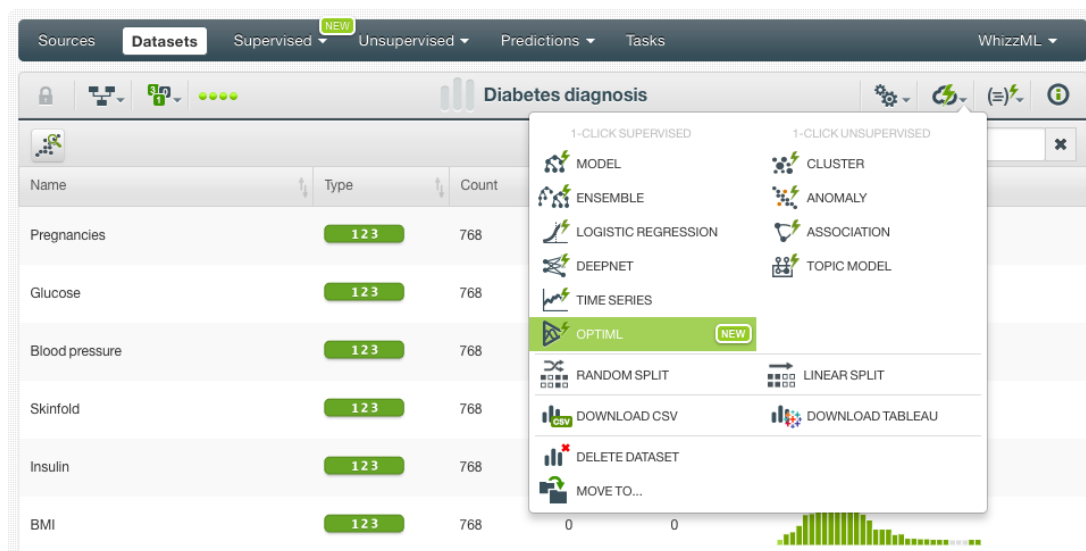 NEW
Sources Datasets Supervised Unsupervised Predictions Tasks WhizzML
Diabetes diagnosis
1-CLICK SUPERVISED 1-CLICK UNSUPERVISED
MODEL CLUSTER
Name Type Count
ENSEMBLE ANOMALY
Pregnancies 123 768
LOGISTIC REGRESSION ASSOCIATION
DEEPNET TOPIC MODEL
Glucose 123 768
TIME SERIES
OPTIML NEW
Blood pressure 123 768
RANDOM SPLIT LINEAR SPLIT
Skinfold 123 768
DOWNLOAD CSV DOWNLOAD TABLEAU
Insulin 123 768
DELETE DATASET
MOVE TO...
BMI 123 768 0 0